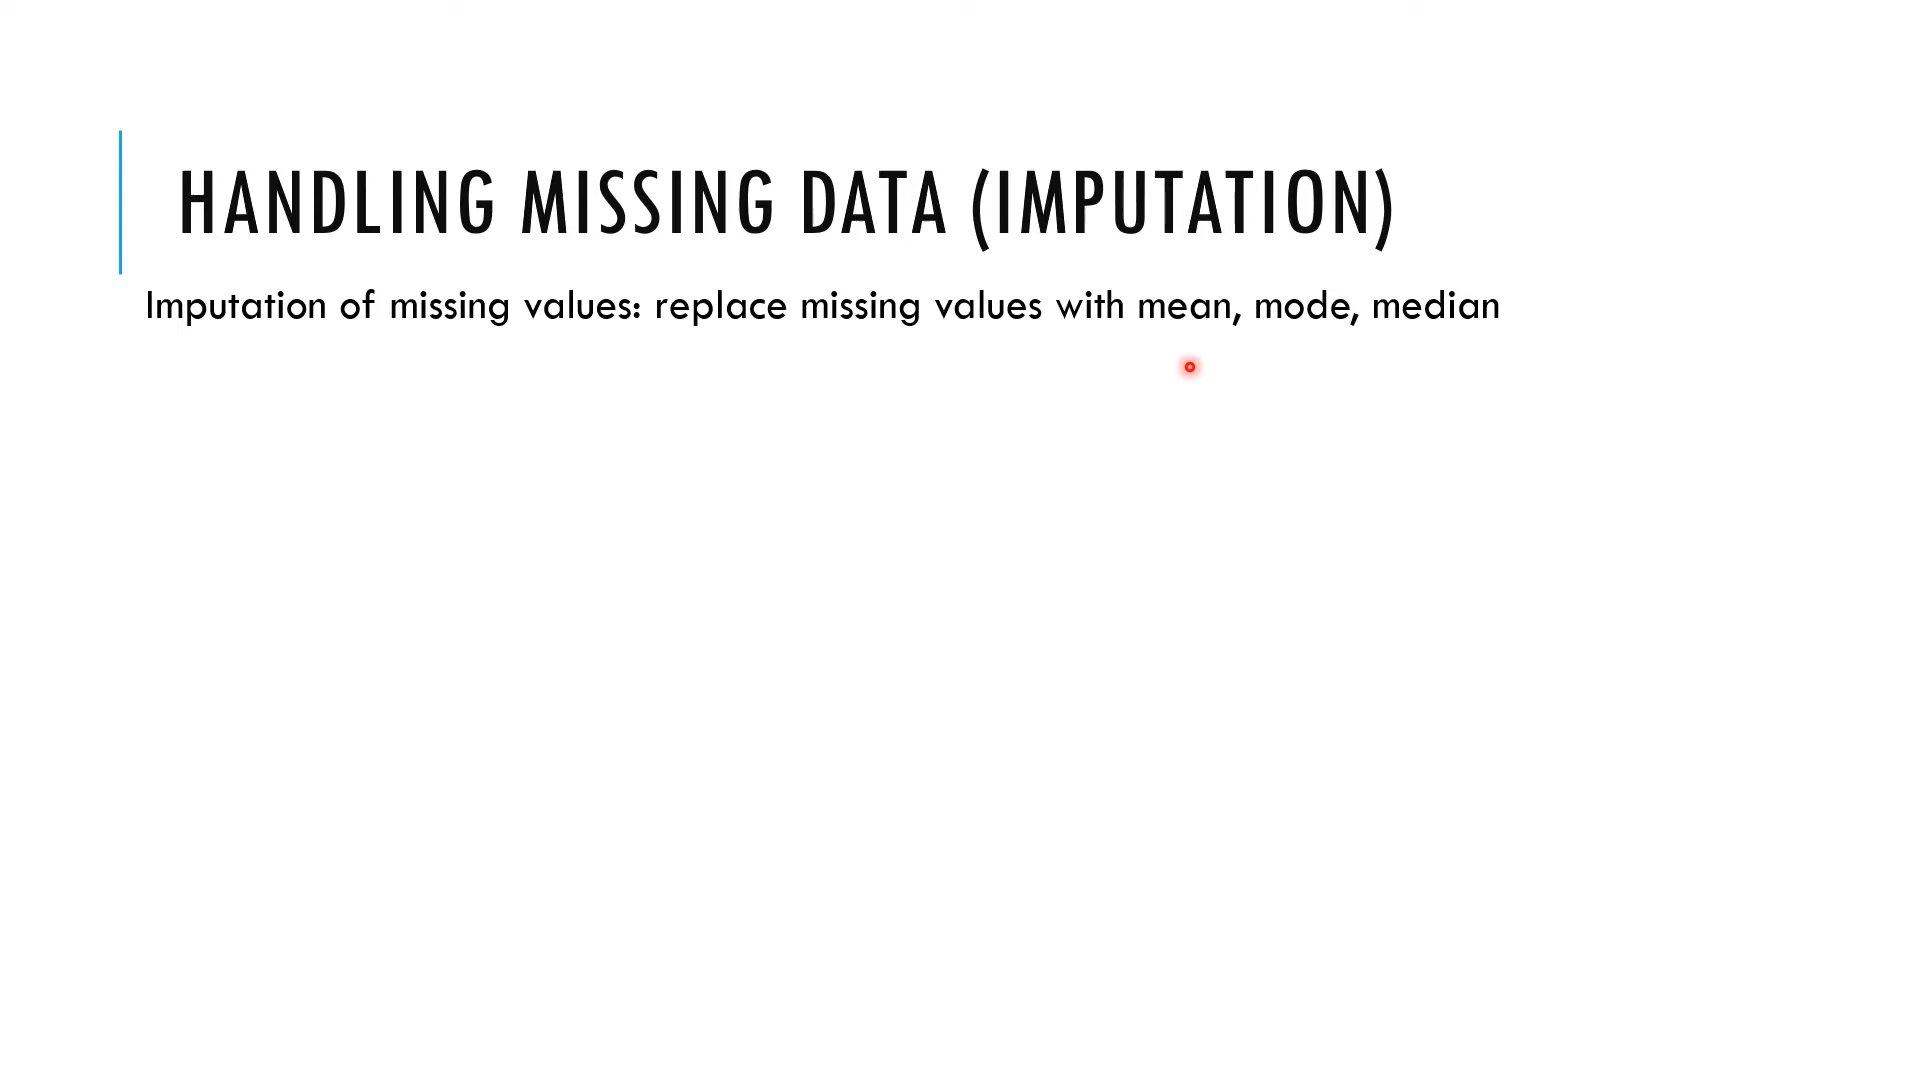 HANDLING MISSING DATA (IMPUTATION)
Imputation of missing values: replace missing values with mean, mode, median